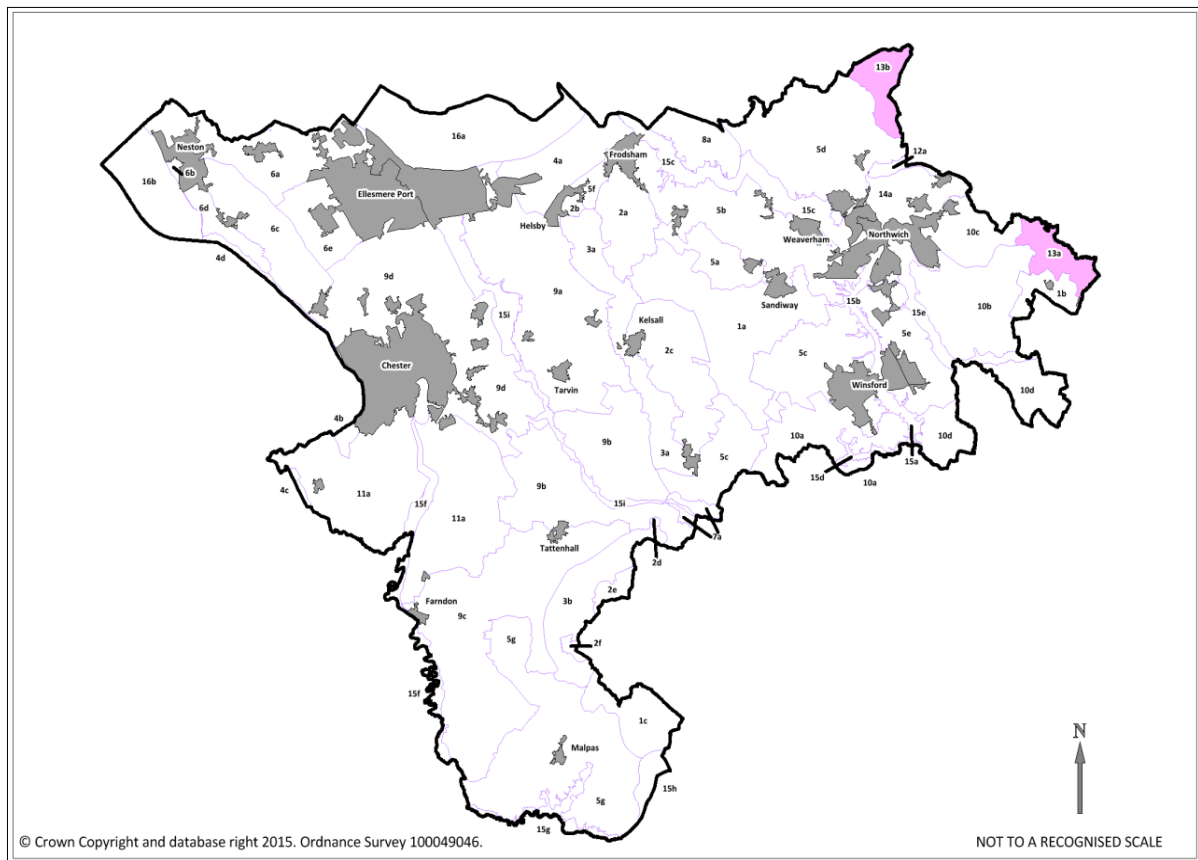 13b
16a
8a
5d
12a
Neston
6a
4a
Frodsham
15c
6b
16b
Ellesmere Port
5f
2b
14a
6d
Helsby
2a
5b
15c
6c
Weaverham
Northwich
10c
4d
6e
3a
13a
5a
9d
9a
1b
Sandiway
15b
10b
15i
15e
Kelsall
1a
5e
2c
5c
Chester
Tarvin
Winsford
9d
10d
4b
9b
10a
10d
3a
5c
15a
4c
11a
9b
15d
10a
15f
11a
15i
7a
Tattenhall
2d
2e
Farndon
3b
9c
5g
2f
15f
1c
N
Malpas
15h
5g
15g
© Crown Copyright and database right 2015. Ordnance Survey 100049046.
NOT TO A RECOGNISED SCALE